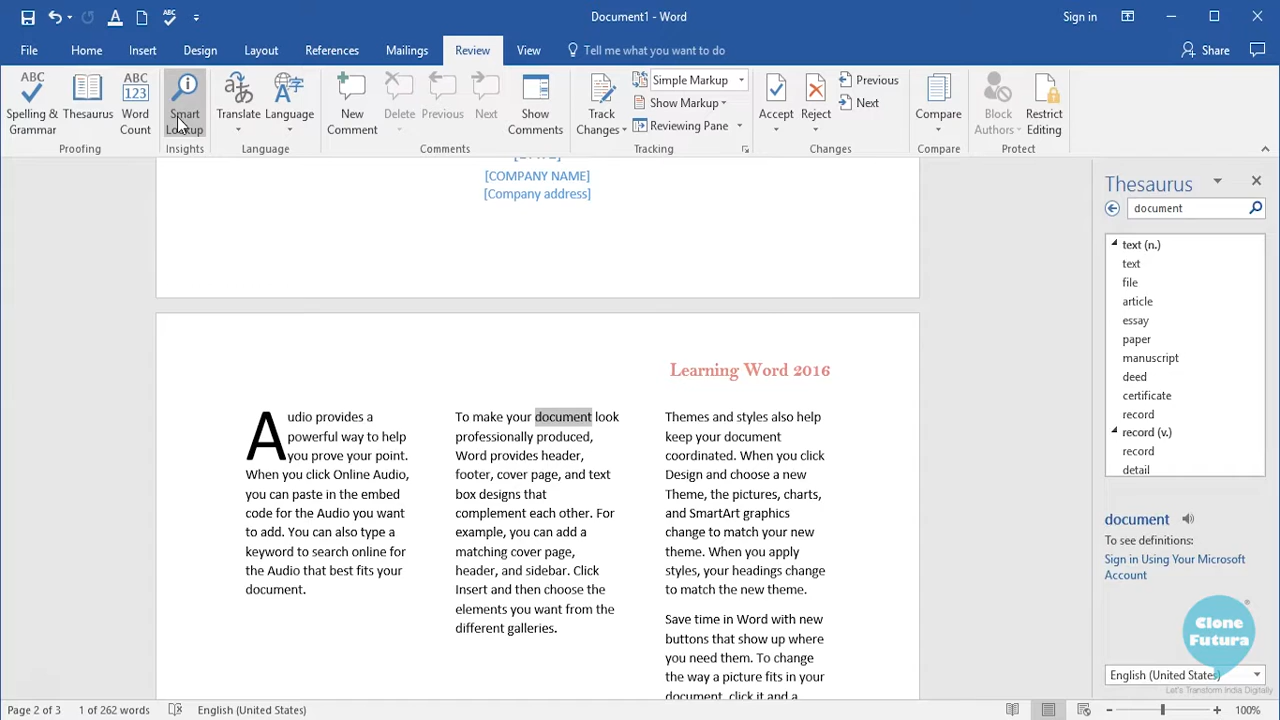 Document1 - Word
Sign in
File Home Insert Design Layout References Mailings Review View Tell me what you want to do Share
ABC
Spelling & Grammar
Thesaurus
ABC
123
Word Count
Proofing
Smart Lookup
Insights
Translate
Language
Language
New Comment
Delete
Previous
Next
Show Comments
Comments
Track Changes
Simple Markup
Show Markup
Reviewing Pane
Tracking
Accept
Reject
Previous
Next
Changes
Compare
Compare
Block Authors
Restrict Editing
Protect
[COMPANY NAME]
[Company address]
Learning Word 2016
Audio provides a
powerful way to help
you prove your point.
When you click Online Audio,
you can paste in the embed
code for the Audio you want
to add. You can also type a
keyword to search online for
the Audio that best fits your
document.
To make your document look
professionally produced,
Word provides header,
footer, cover page, and text
box designs that
complement each other. For
example, you can add a
matching cover page,
header, and sidebar. Click
Insert and then choose the
elements you want from the
different galleries.
Themes and styles also help
keep your document
coordinated. When you click
Design and choose a new
Theme, the pictures, charts,
and SmartArt graphics
change to match your new
theme. When you apply
styles, your headings change
to match the new theme.
Save time in Word with new
buttons that show up where
you need them. To change
the way a picture fits in your
document, click it and a
Thesaurus
document
text (n.)
text
file
article
essay
paper
manuscript
deed
certificate
record
record (v.)
record
detail
document
To see definitions:
Sign in Using Your Microsoft
Account
Clone
Futura
English (United States)
Let's Transform India Digitally
Page 2 of 3 1 of 262 words English (United States) 100%